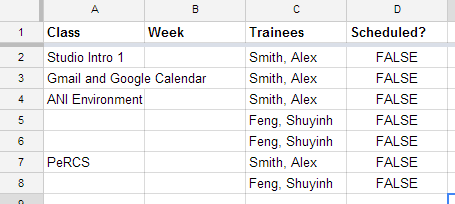 A B C D
1 Class Week Trainees Scheduled?
2 Studio Intro 1 Smith, Alex FALSE
3 Gmail and Google Calendar Smith, Alex FALSE
4 ANI Environment Smith, Alex FALSE
5 Feng, Shuyinh FALSE
6 Feng, Shuyinh FALSE
7 PeRCS Smith, Alex FALSE
8 Feng, Shuyinh FALSE